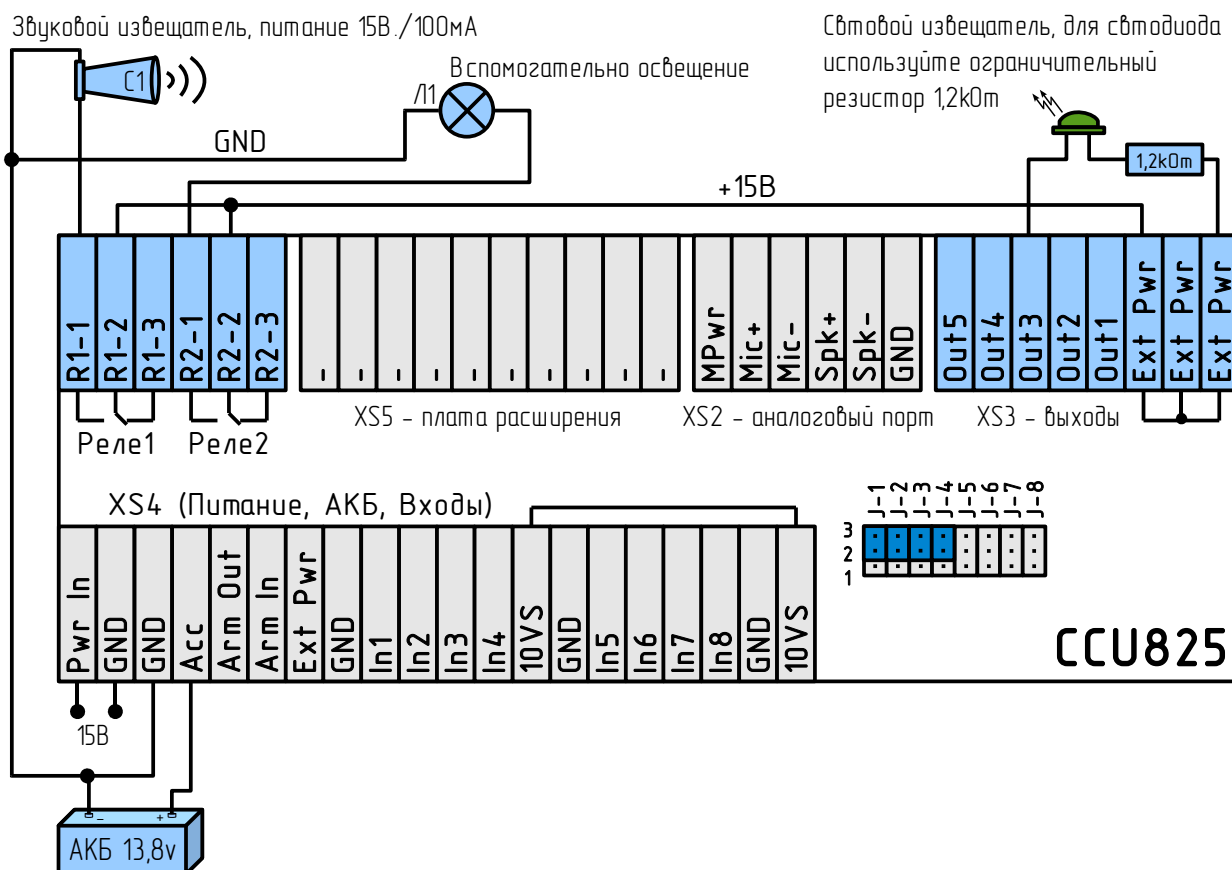 Звуковой извещатель, питание 15В./100мА
Свтовой извещатель, для свтодиода
используйте ограничительный
резистор 1,2kОm
С1
Вспомогательно освещение
Л1
GND
1,2kОm
+15В
R1-1
R1-2
R1-3
R2-1
R2-2
R2-3
-
-
-
-
-
-
-
-
-
-
MPwr
Mic+
Mic-
Spk+
Spk-
GND
Out5
Out4
Out3
Out2
Out1
Ext Pwr
Ext Pwr
Ext Pwr
Реле1
Реле2
XS5 - плата расширения
XS2 - аналоговый порт
XS3 - выходы
XS4 (Питание, АКБ, Входы)
J-1
J-2
J-3
J-4
J-5
J-6
J-7
J-8
3
2
1
Pwr In
GND
GND
Acc
Arm Out
Arm In
Ext Pwr
GND
In1
In2
In3
In4
10VS
GND
In5
In6
In7
In8
GND
10VS
CCU825
15В
- +
АКБ 13,8v